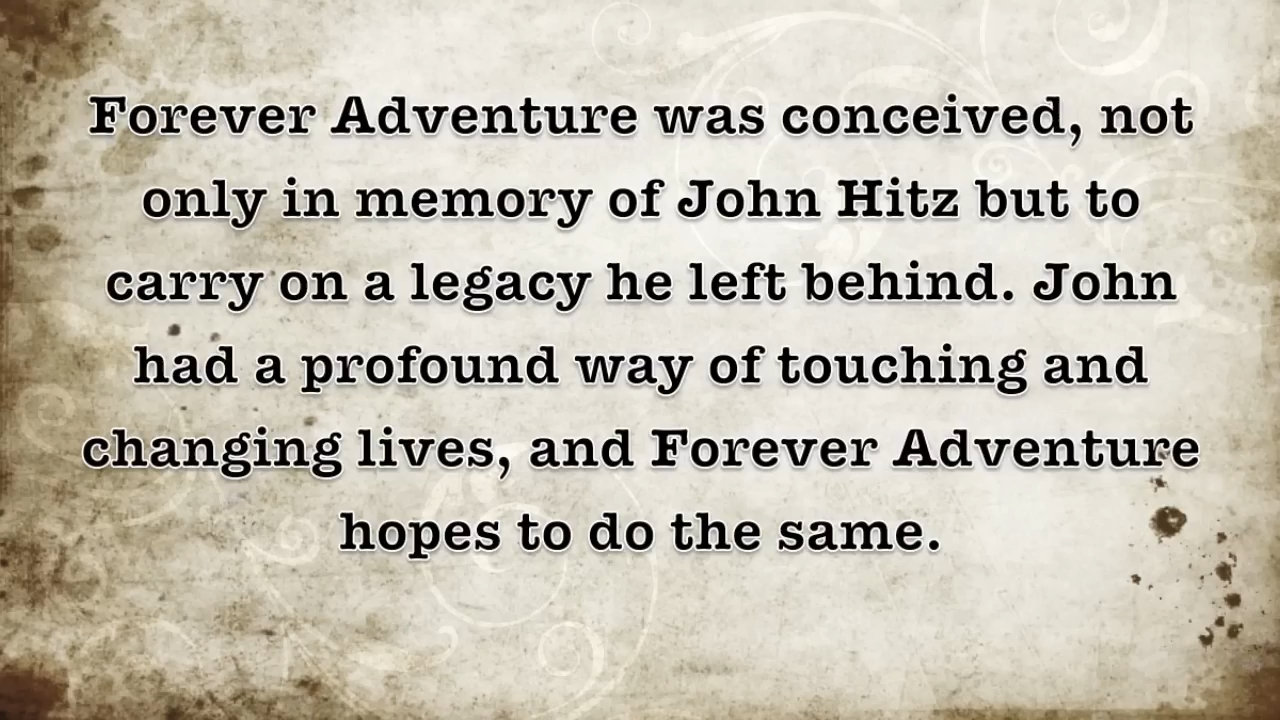 Forever Adventure was conceived, not
only in memory of John Hitz but to
carry on a legacy he left behind. John
had a profound way of touching and
changing lives, and Forever Adventure
hopes to do the same.